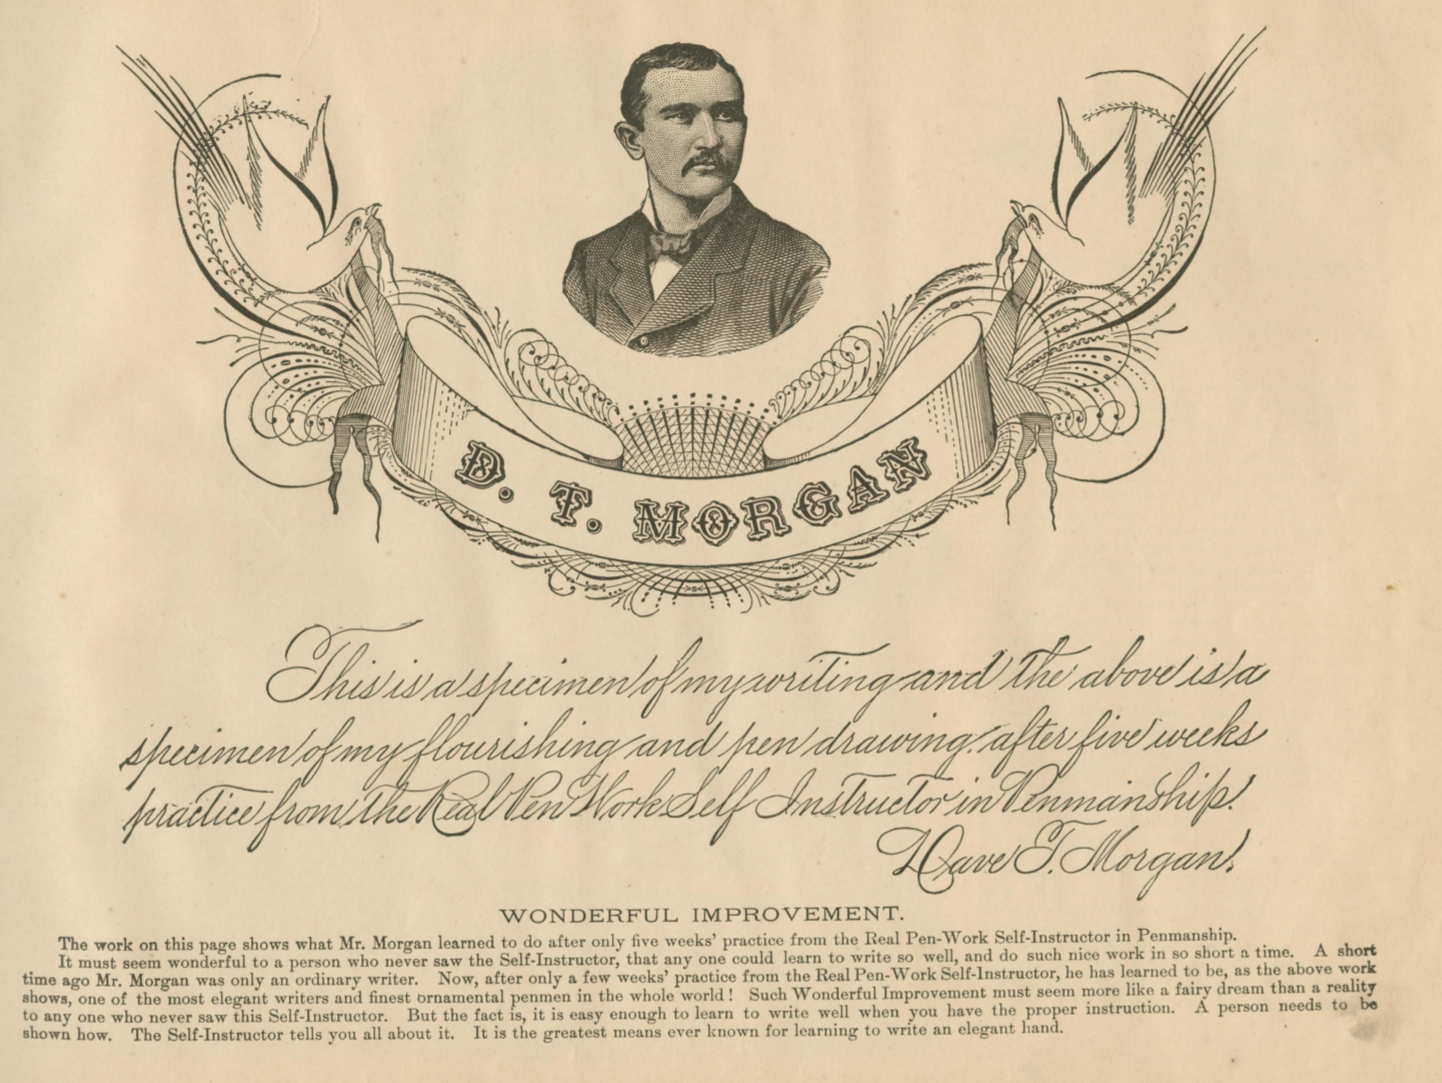 D. T. MORGAN
This is a specimen of my writing and the above is a
specimen of my flourishing and pen drawing after five weeks
practice from the Real Pen Work Self Instructor in Penmanship.
Dave T. Morgan.
WONDERFUL IMPROVEMENT.
The work on this page shows what Mr. Morgan learned to do after only five weeks' practice from the Real Pen-Work Self-Instructor in Penmanship.
It must seem wonderful to a person who never saw the Self-Instructor, that any one could learn to write so well, and do such nice work in so short a time. A short
time ago Mr. Morgan was only an ordinary writer. Now, after only a few weeks' practice from the Real Pen-Work Self-Instructor, he has learned to be, as the above work
shows, one of the most elegant writers and finest ornamental penmen in the whole world! Such Wonderful Improvement must seem more like a fairy dream than a reality
to any one who never saw this Self-Instructor. But the fact is, it is easy enough to learn to write well when you have the proper instruction. A person needs to be
shown how. The Self-Instructor tells you all about it. It is the greatest means ever known for learning to write an elegant hand.